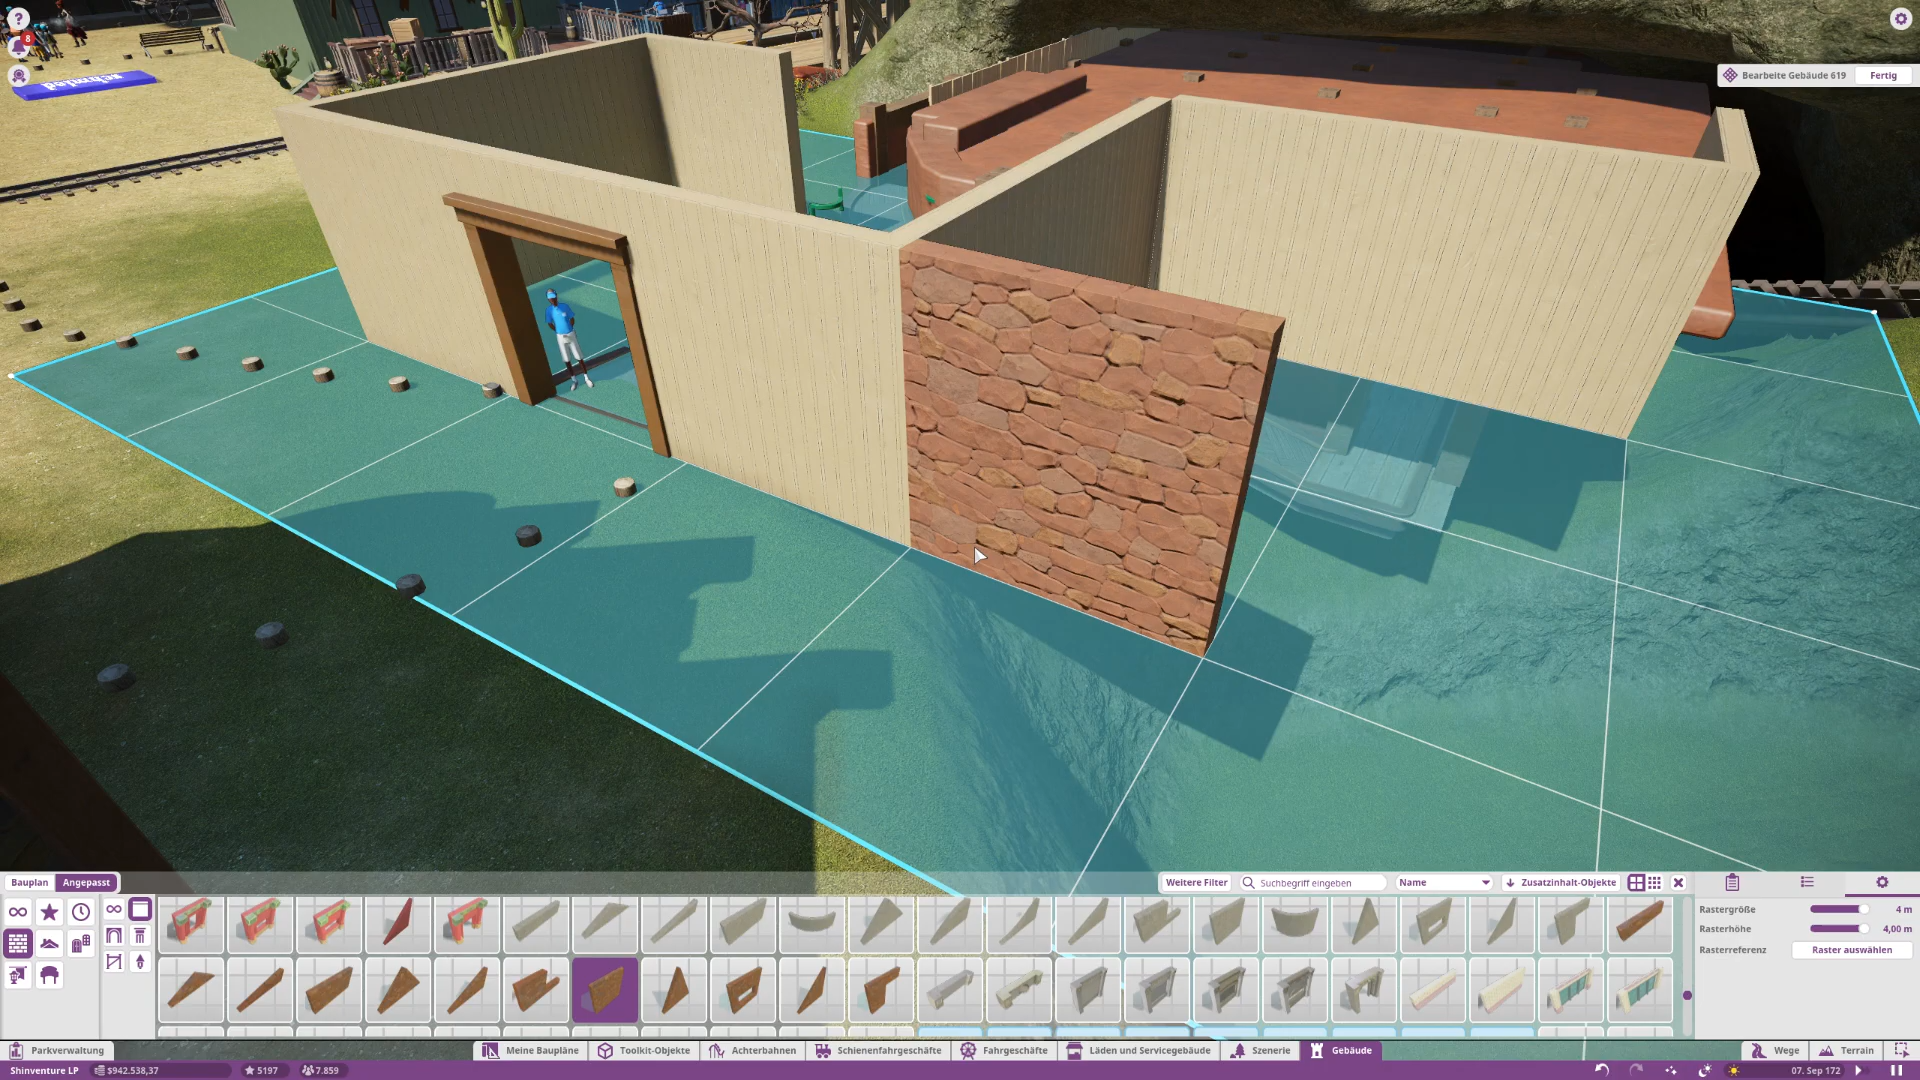 ?
8
Bearbeite Gebäude 619
Fertig
Bauplan
Angepasst
Weitere Filter
Suchbegriff eingeben
Name
Zusatzinhalt-Objekte
Rastergröße
4 m
Rasterhöhe
4,00 m
Rasterreferenz
Raster auswählen
Parkverwaltung
Meine Baupläne
Toolkit-Objekte
Achterbahnen
Schienenfahrgeschäfte
Fahrgeschäfte
Läden und Servicegebäude
Szenerie
Gebäude
Wege
Terrain
Shinventure LP
$942.538,37
5197
7.859
07. Sep 172